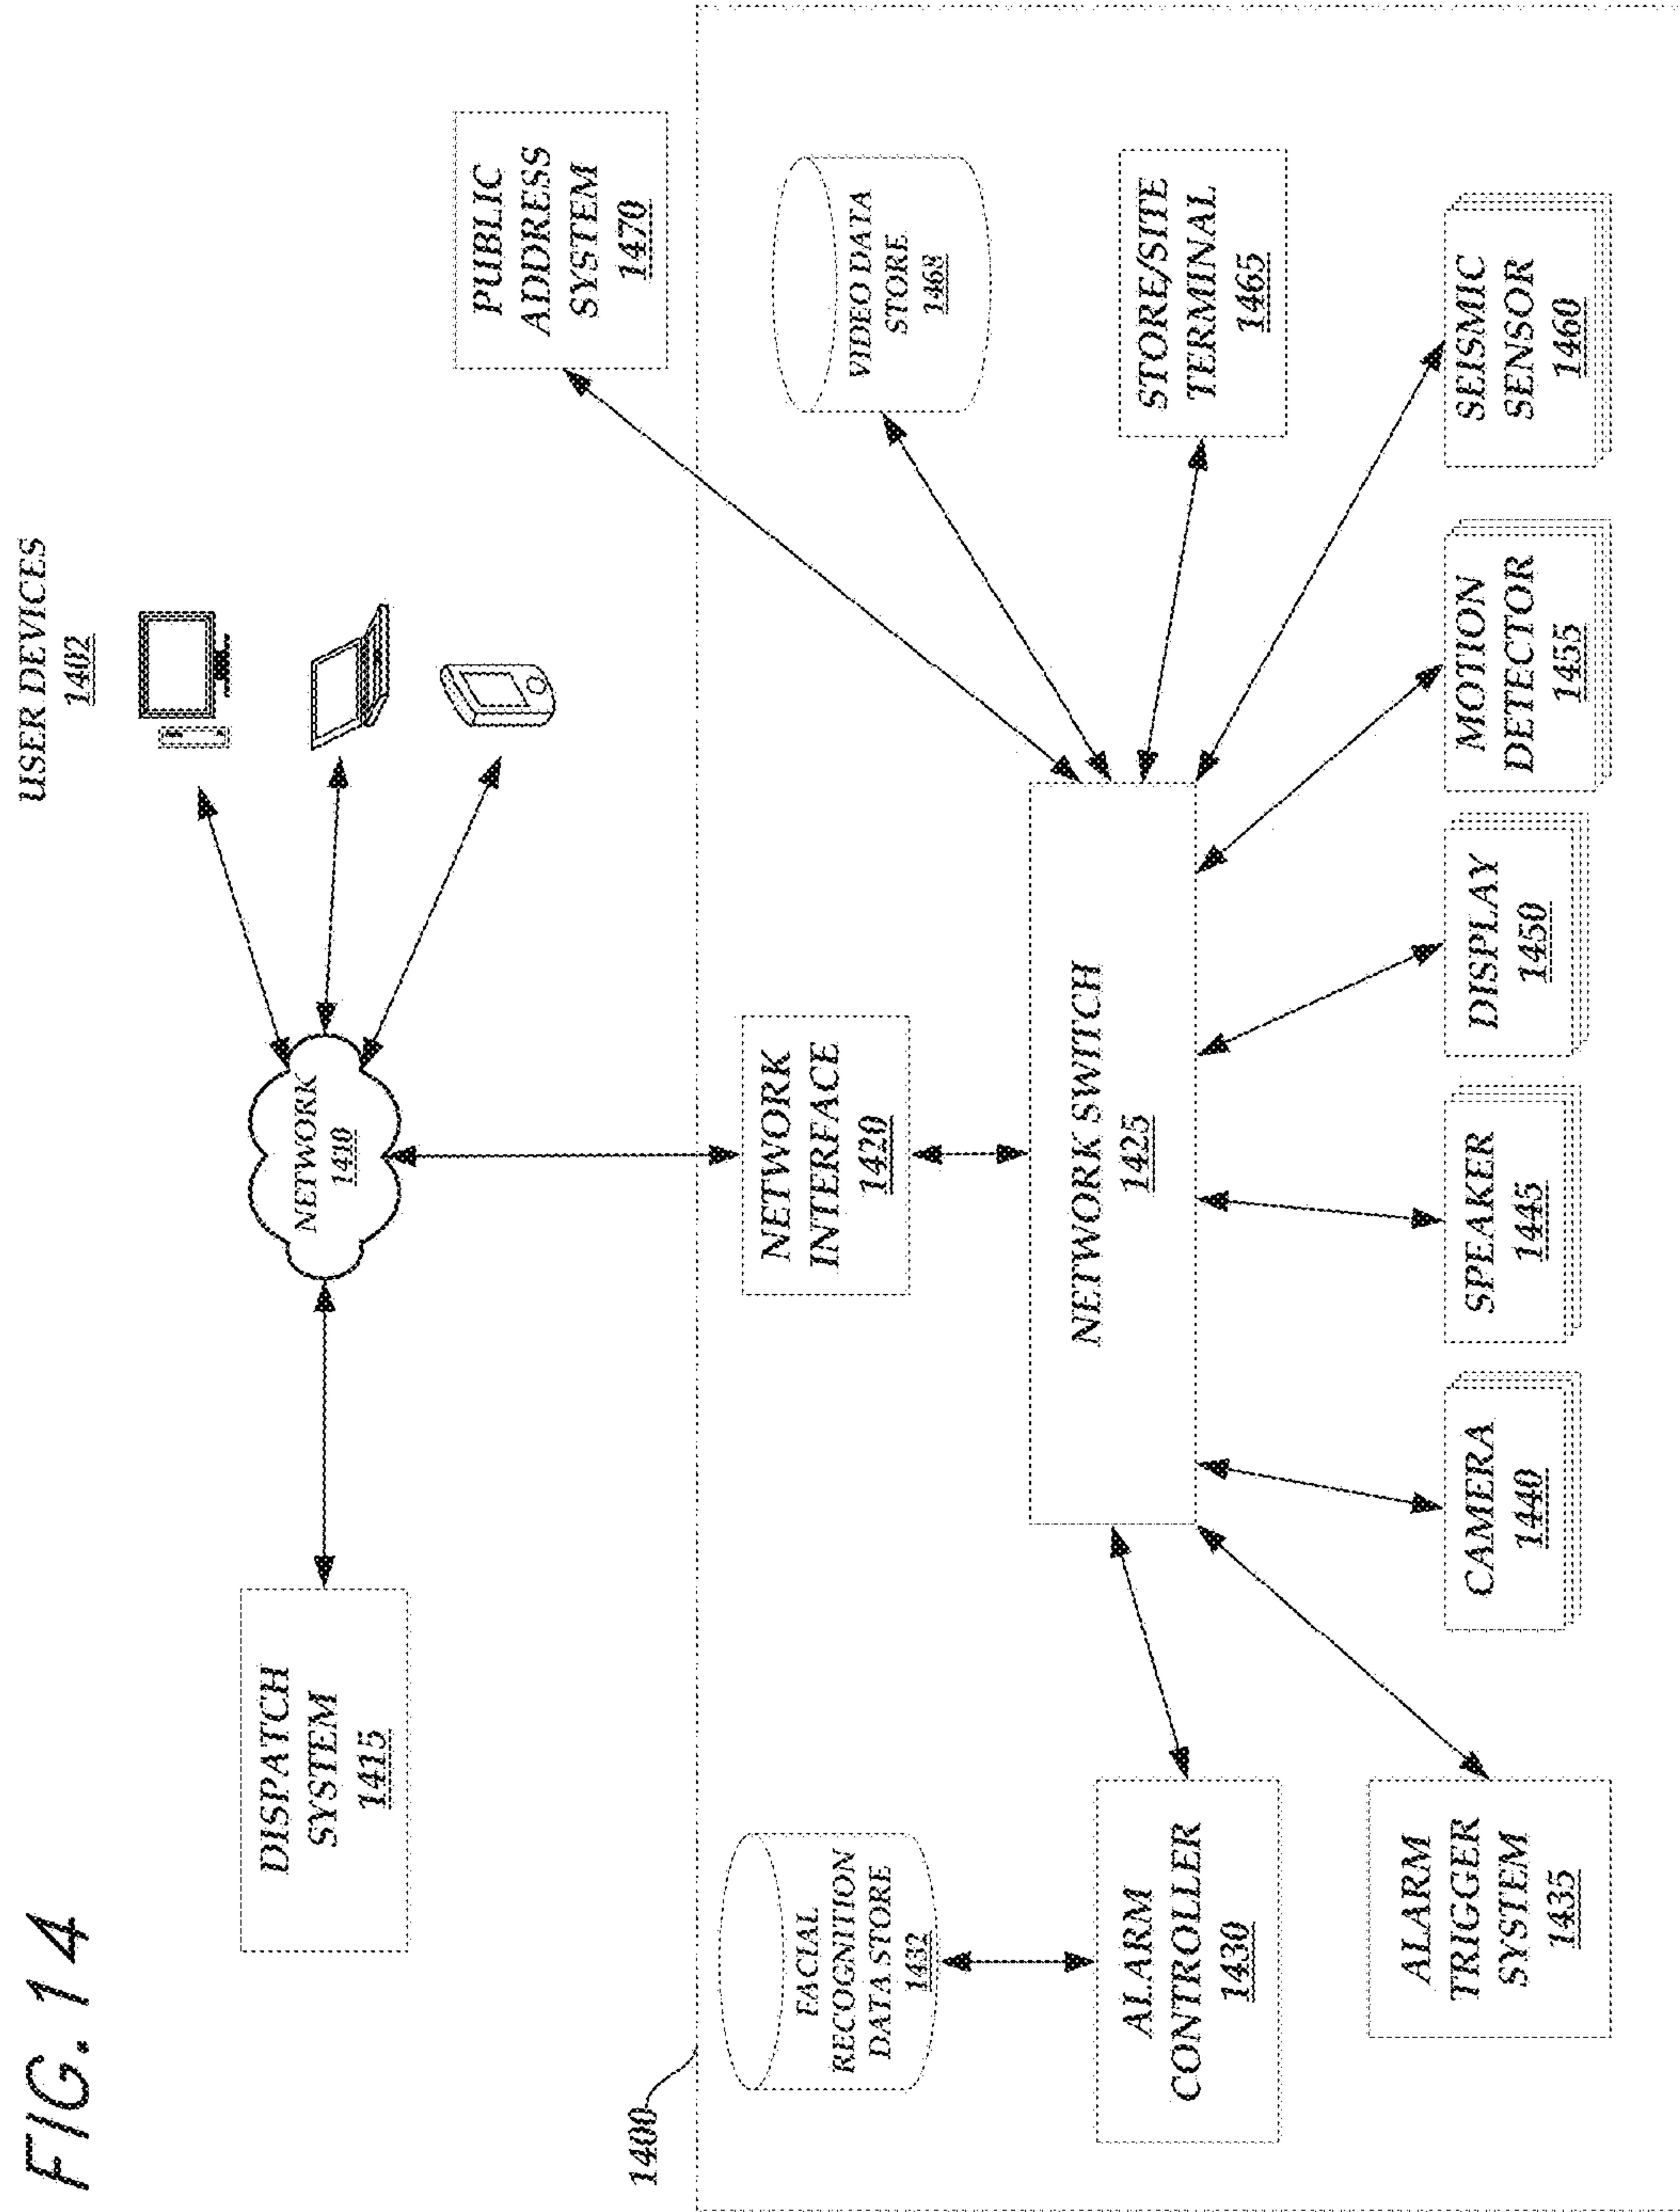 FIG. 14
USER DEVICES
1402
DISPATCH
SYSTEM
1415
NETWORK
1410
PUBLIC
ADDRESS
SYSTEM
1470
1400
NETWORK
INTERFACE
1420
FACIAL
RECOGNITION
DATA STORE
1432
VIDEO DATA
STORE
1468
NETWORK SWITCH
1425
ALARM
CONTROLLER
1430
STORE/SITE
TERMINAL
1465
ALARM
TRIGGER
SYSTEM
1435
CAMERA
1440
SPEAKER
1445
DISPLAY
1450
MOTION
DETECTOR
1455
SEISMIC
SENSOR
1460